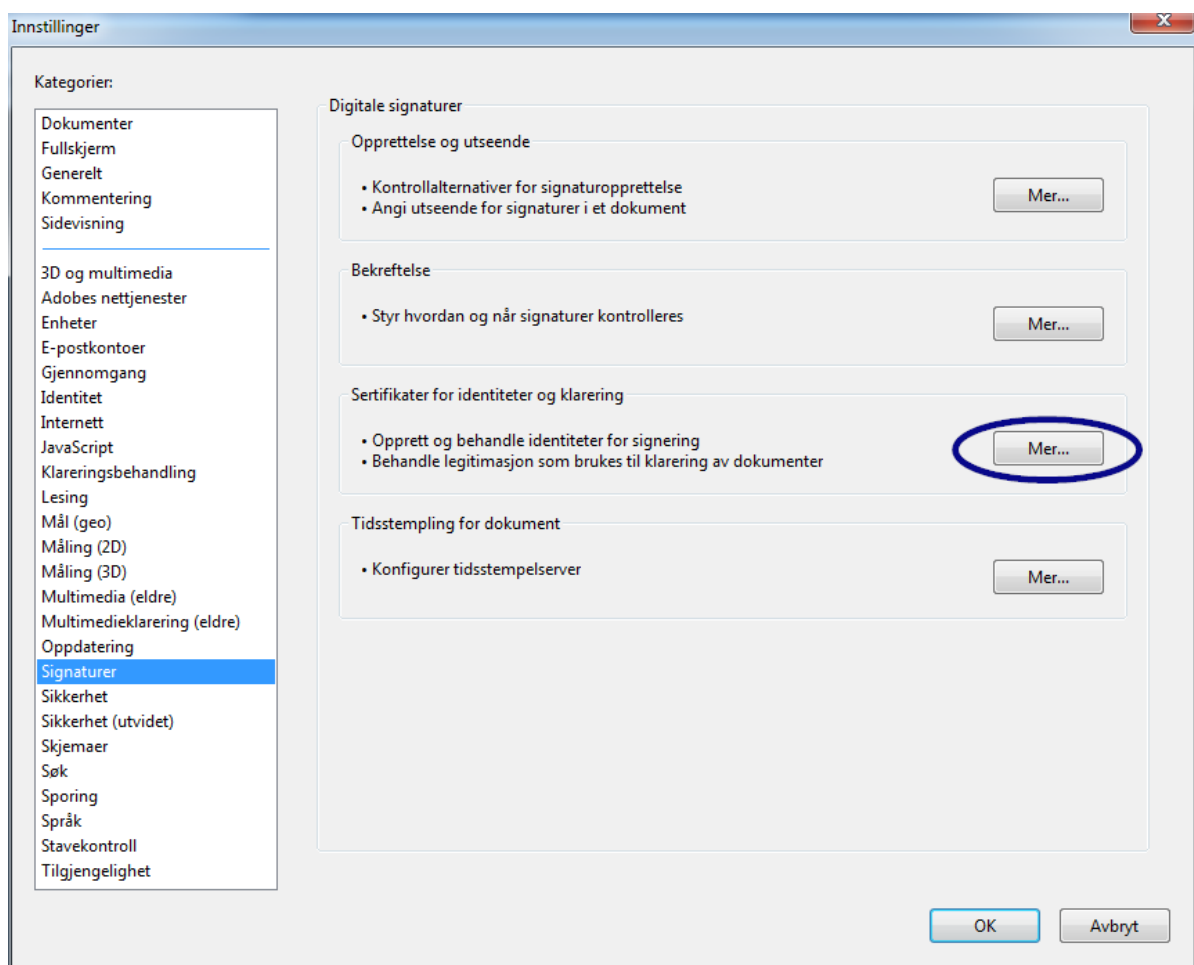 Innstillinger
Kategorier:
Dokumenter
Fullskjerm
Generelt
Kommentering
Sidevisning
3D og multimedia
Adobes nettjenester
Enheter
E-postkontoer
Gjennomgang
Identitet
Internett
JavaScript
Klareringsbehandling
Lesing
Mål (geo)
Måling (2D)
Måling (3D)
Multimedia (eldre)
Multimedieklarering (eldre)
Oppdatering
Signaturer
Sikkerhet
Sikkerhet (utvidet)
Skjemaer
Søk
Sporing
Språk
Stavekontroll
Tilgjengelighet
Digitale signaturer
Opprettelse og utseende
• Kontrollalternativer for signaturopprettelse
• Angi utseende for signaturer i et dokument
Mer...
Bekreftelse
• Styr hvordan og når signaturer kontrolleres
Mer...
Sertifikater for identiteter og klarering
• Opprett og behandle identiteter for signering
• Behandle legitimasjon som brukes til klarering av dokumenter
Mer...
Tidsstempling for dokument
• Konfigurer tidsstempelserver
Mer...
OK
Avbryt